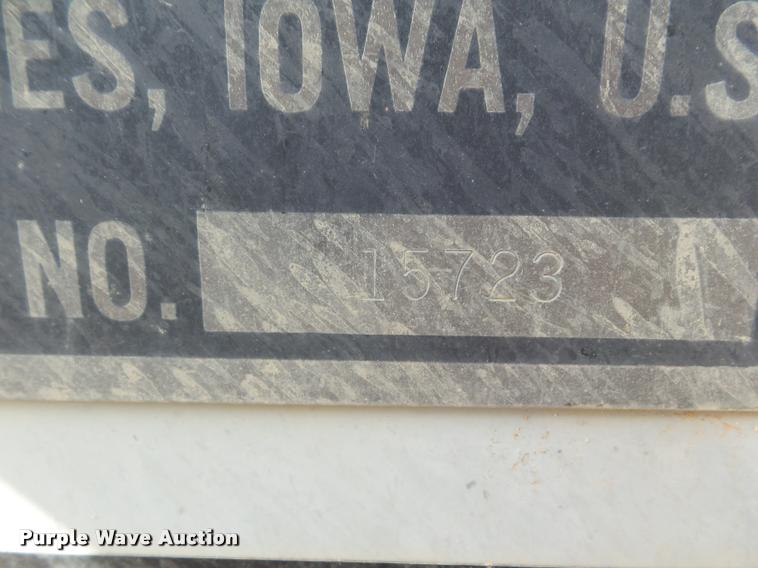 ES, IOWA, U.S
NO. 15723
Purple Wave Auction